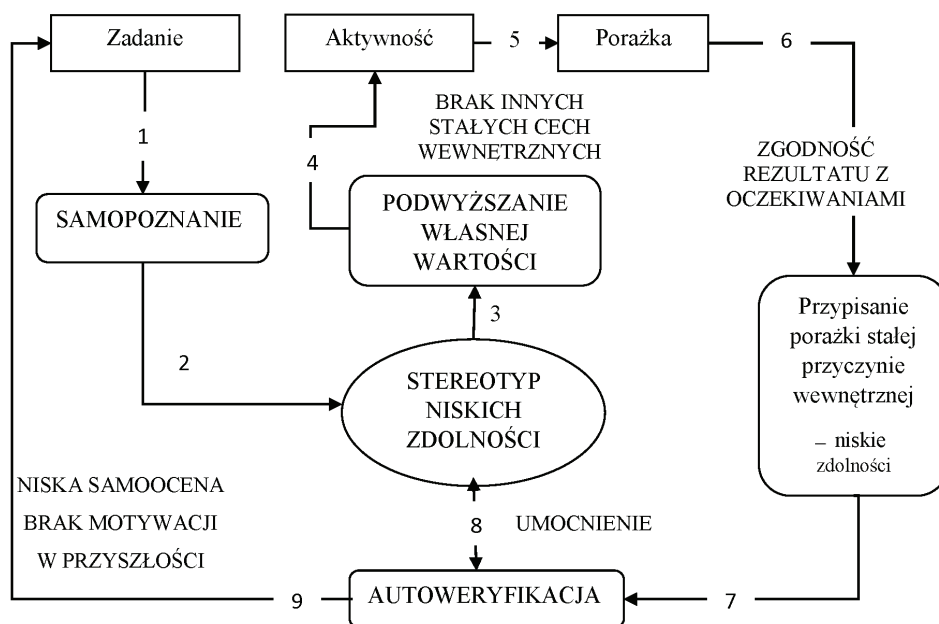 Zadanie
Aktywność
5
Porażka
6
1
BRAK INNYCH
STAŁYCH CECH
WEWNĘTRZNYCH
4
ZGODNOŚĆ
REZULTATU Z
OCZEKIWANIAMI
SAMOPOZNANIE
PODWYŻSZANIE
WŁASNEJ
WARTOŚCI
3
2
STEREOTYP
NISKICH
ZDOLNOŚCI
Przypisanie
porażki stałej
przyczynie
wewnętrznej
– niskie
zdolności
NISKA SAMOOCENA
BRAK MOTYWACJI
W PRZYSZŁOŚCI
8
UMOCNIENIE
9
AUTOWERYFIKACJA
7